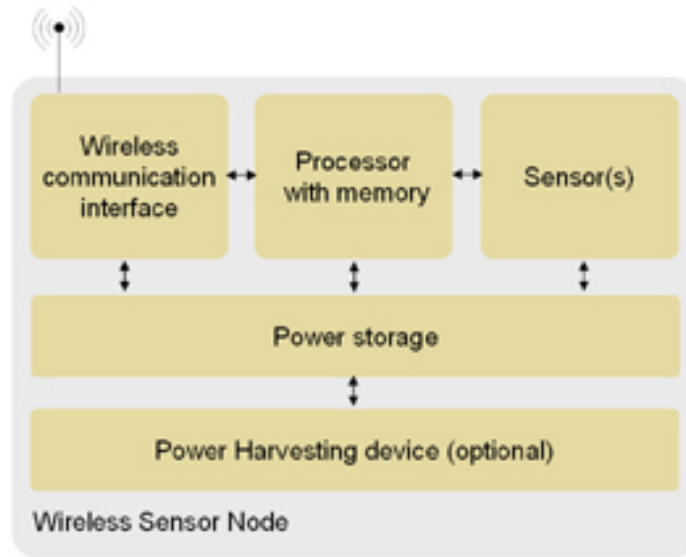 Wireless
communication
interface
Processor
with memory
Sensor(s)
Power storage
Power Harvesting device (optional)
Wireless Sensor Node